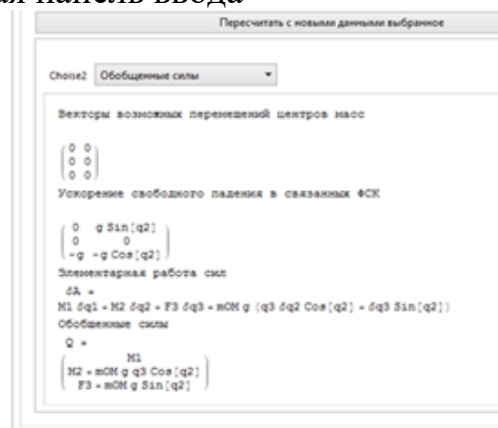 ая панель ввода
Пересчитать с новыми данными выбранное
Choise2 Обобщенные силы
Векторы возможных перемещений центров масс
0 0
0 0
0 0
Ускорение свободного падения в связанных ФСК
0 g Sin[q2]
0 0
-g -g Cos[q2]
Элементарная работа сил
δA =
M1 δq1 + M2 δq2 + F3 δq3 + mOM g (q3 δq2 Cos[q2] + δq3 Sin[q2])
Обобщенные силы
Q =
M1
M2 + mOM g q3 Cos[q2]
F3 + mOM g Sin[q2]